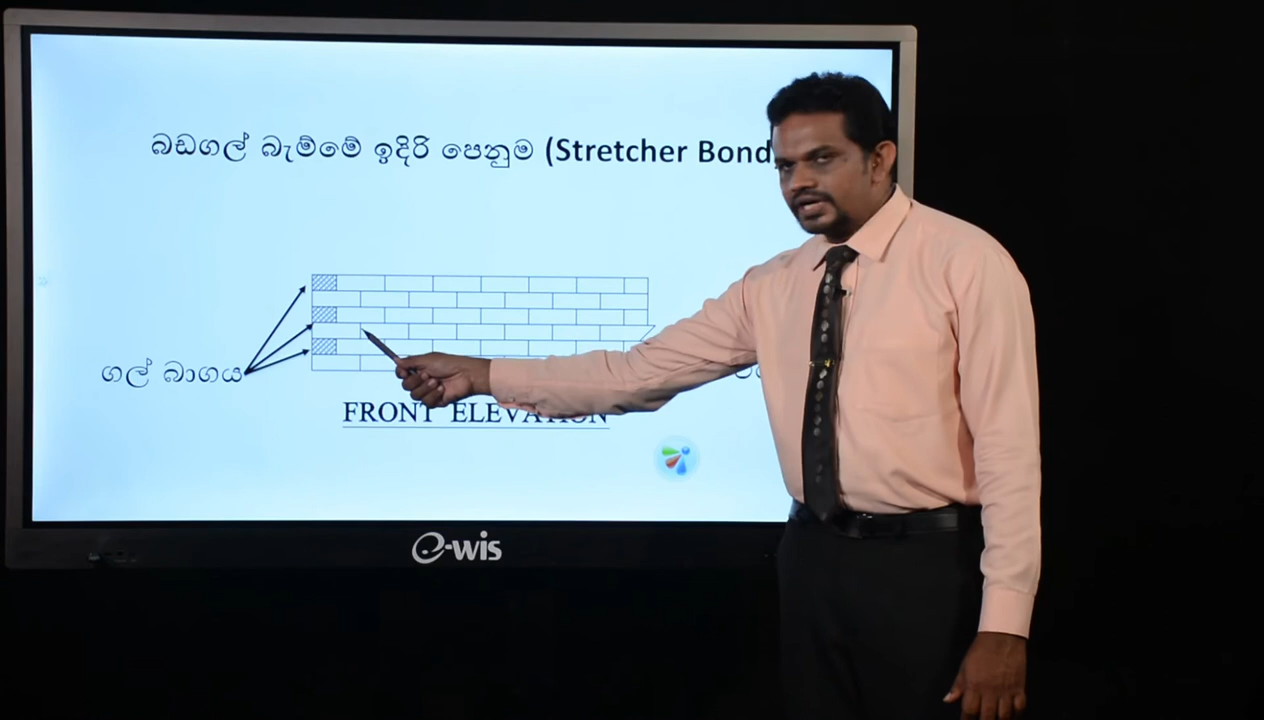 බඩගල් බැම්මේ ඉදිරි පෙනුම (Stretcher Bond
ගල් බාගය
FRONT ELEVATION
e-wis